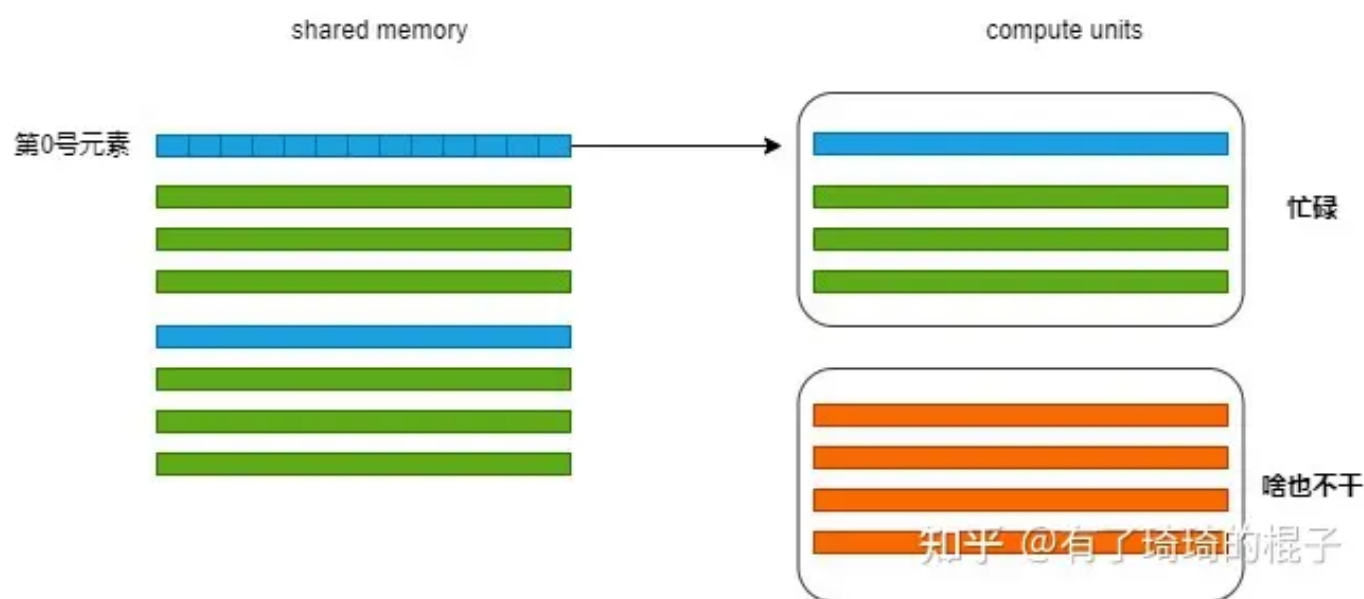 shared memory
compute units
第0号元素
忙碌
啥也不干
知乎 @有了琦琦的棍子